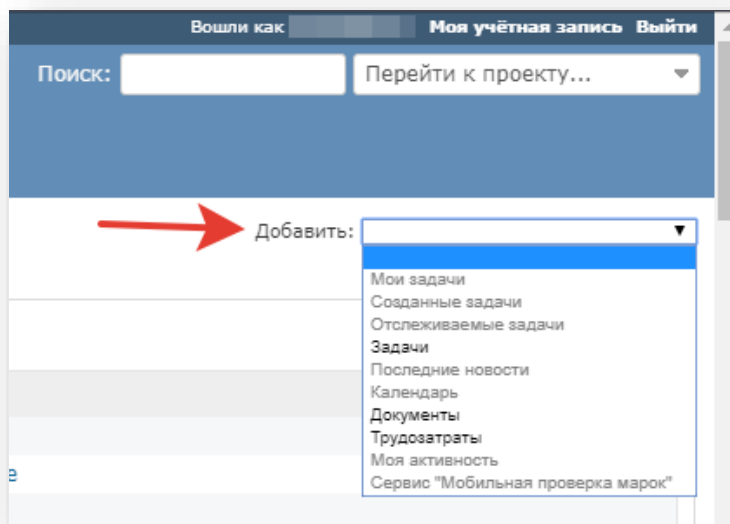 Вошли как Моя учётная запись Выйти
Поиск: Перейти к проекту...
Добавить:
Мои задачи
Созданные задачи
Отслеживаемые задачи
Задачи
Последние новости
Календарь
Документы
Трудозатраты
Моя активность
Сервис "Мобильная проверка марок"
е